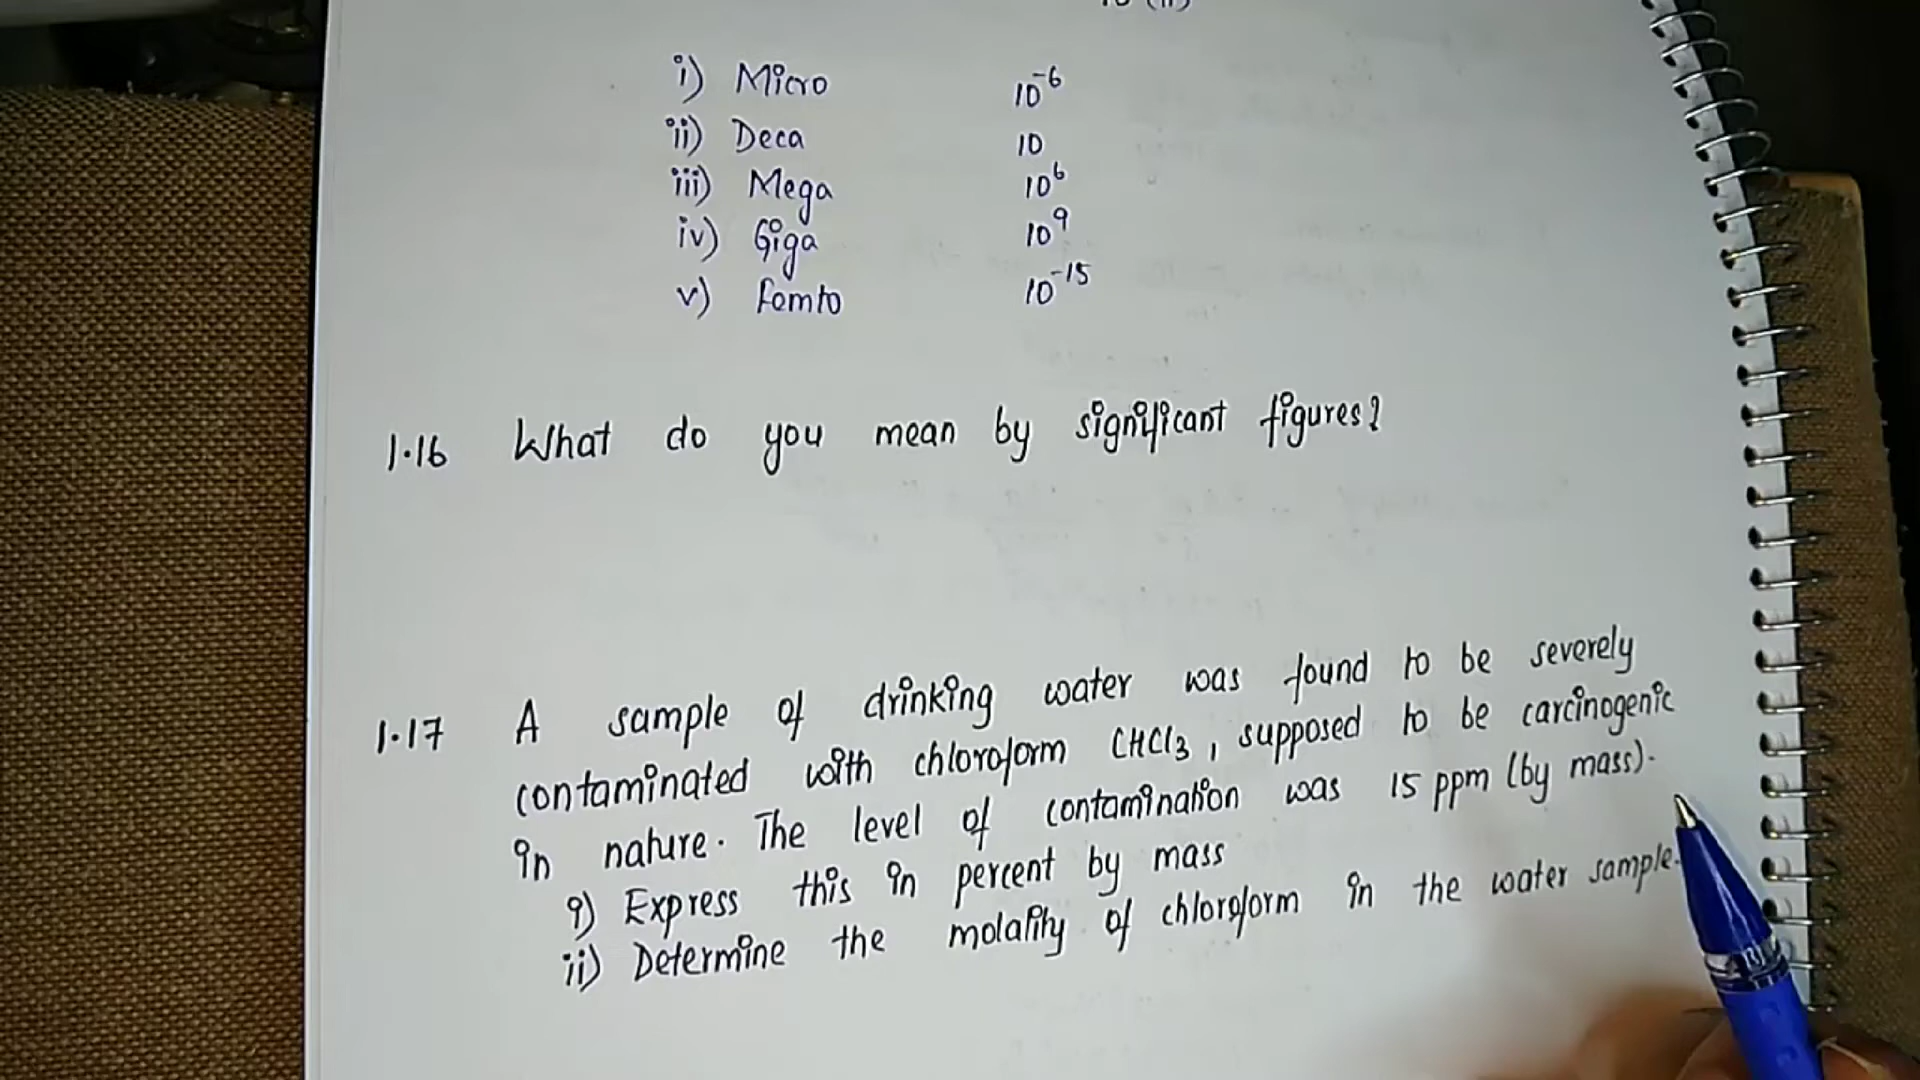 i) Micro 10⁻⁶
ii) Deca 10
iii) Mega 10⁶
iv) Giga 10⁹
v) femto 10⁻¹⁵
1.16 What do you mean by significant figures?
1.17 A sample of drinking water was found to be severely
contaminated with chloroform CHCl3, supposed to be carcinogenic
in nature. The level of contamination was 15 ppm (by mass).
i) Express this in percent by mass
ii) Determine the molality of chloroform in the water sample.